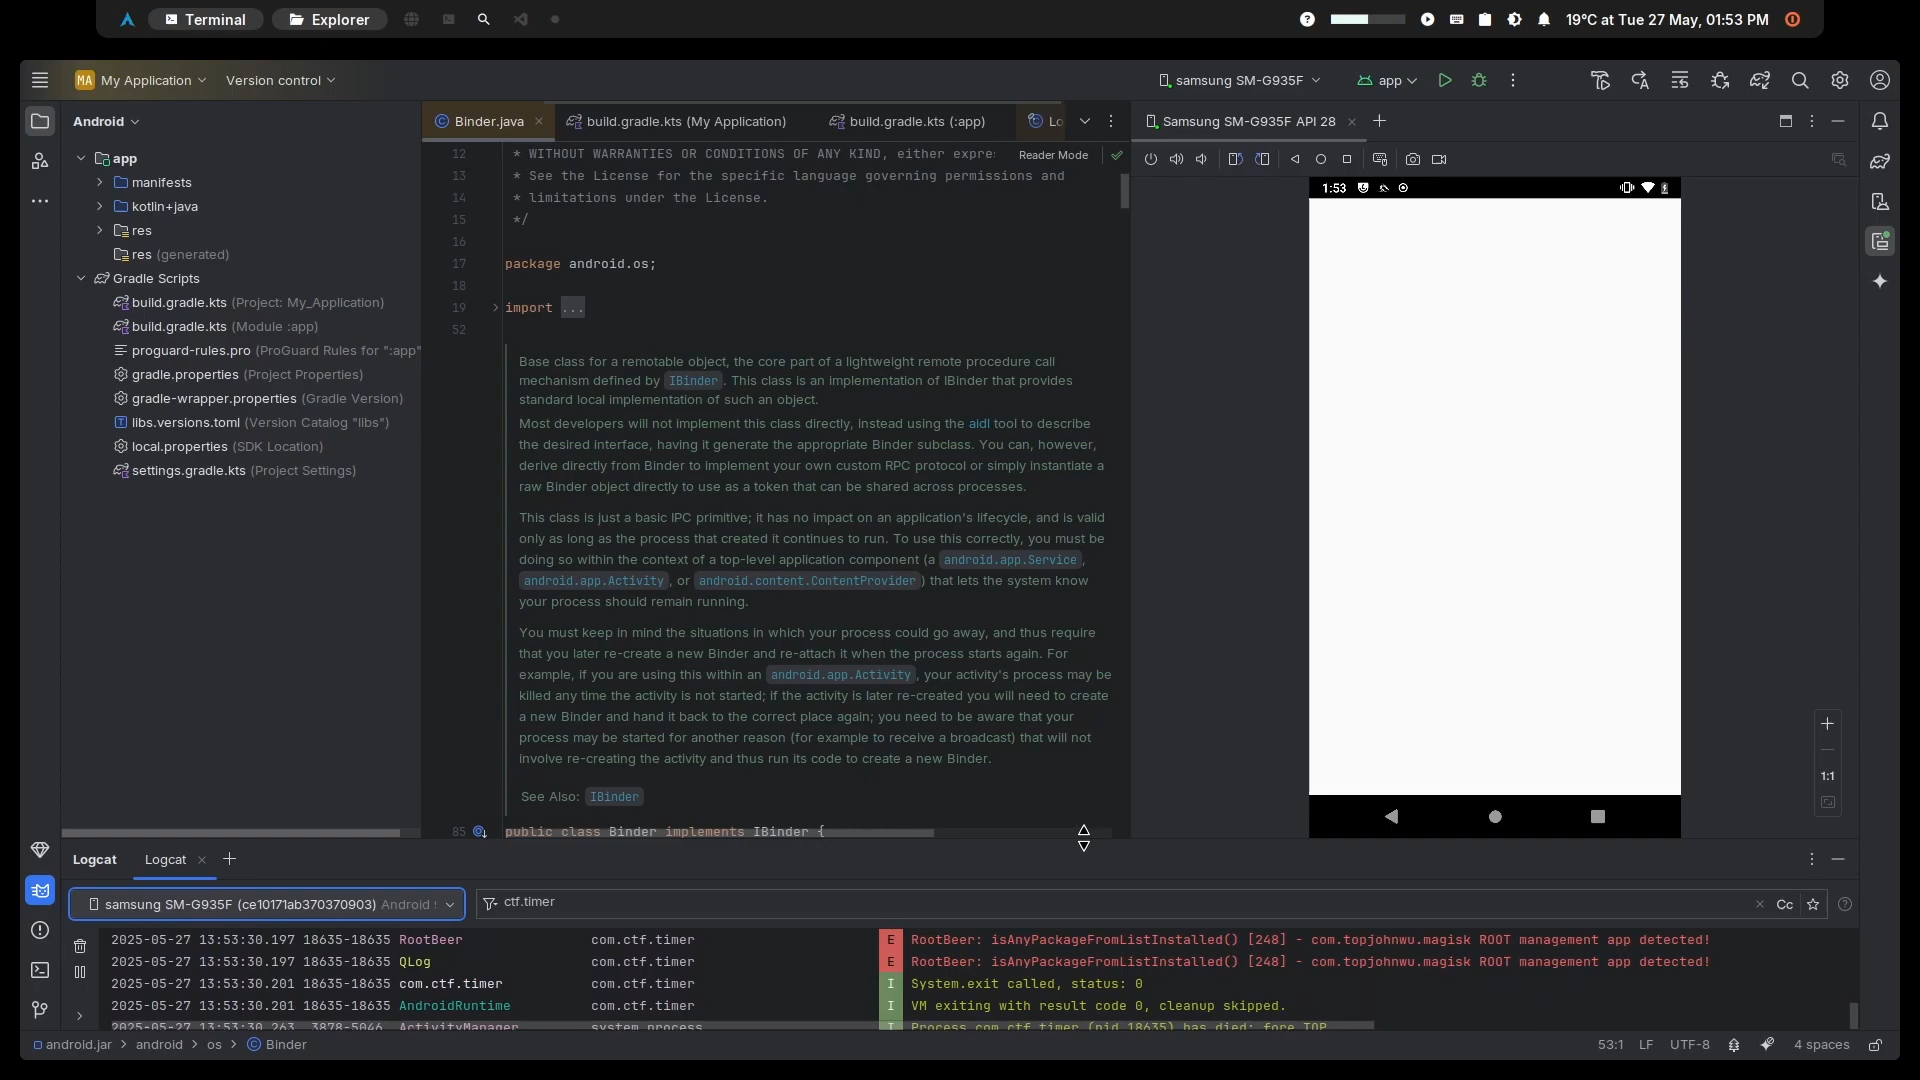 Terminal
Explorer
19°C at Tue 27 May, 01:53 PM
MA My Application
Version control
samsung SM-G935F
app
Android
Binder.java
build.gradle.kts (My Application)
build.gradle.kts (:app)
Lo
Samsung SM-G935F API 28
app
manifests
kotlin+java
res
res (generated)
Gradle Scripts
build.gradle.kts (Project: My_Application)
build.gradle.kts (Module :app)
proguard-rules.pro (ProGuard Rules for ":app"
gradle.properties (Project Properties)
gradle-wrapper.properties (Gradle Version)
libs.versions.toml (Version Catalog "libs")
local.properties (SDK Location)
settings.gradle.kts (Project Settings)
Reader Mode
12 * WITHOUT WARRANTIES OR CONDITIONS OF ANY KIND, either expres
13 * See the License for the specific language governing permissions and
14 * limitations under the License.
15 */
16
17 package android.os;
18
19 import ...
52
Base class for a remotable object, the core part of a lightweight remote procedure call
mechanism defined by IBinder. This class is an implementation of IBinder that provides
standard local implementation of such an object.
Most developers will not implement this class directly, instead using the aidl tool to describe
the desired interface, having it generate the appropriate Binder subclass. You can, however,
derive directly from Binder to implement your own custom RPC protocol or simply instantiate a
raw Binder object directly to use as a token that can be shared across processes.
This class is just a basic IPC primitive; it has no impact on an application's lifecycle, and is valid
only as long as the process that created it continues to run. To use this correctly, you must be
doing so within the context of a top-level application component (a android.app.Service,
android.app.Activity, or android.content.ContentProvider) that lets the system know
your process should remain running.
You must keep in mind the situations in which your process could go away, and thus require
that you later re-create a new Binder and re-attach it when the process starts again. For
example, if you are using this within an android.app.Activity, your activity's process may be
killed any time the activity is not started; if the activity is later re-created you will need to create
a new Binder and hand it back to the correct place again; you need to be aware that your
process may be started for another reason (for example to receive a broadcast) that will not
involve re-creating the activity and thus run its code to create a new Binder.
See Also: IBinder
85 public class Binder implements IBinder {
1:53
1:1
Logcat
Logcat
samsung SM-G935F (ce10171ab370370903) Android
ctf.timer
Cc
2025-05-27 13:53:30.197 18635-18635 RootBeer com.ctf.timer E RootBeer: isAnyPackageFromListInstalled() [248] - com.topjohnwu.magisk ROOT management app detected!
2025-05-27 13:53:30.197 18635-18635 QLog com.ctf.timer E RootBeer: isAnyPackageFromListInstalled() [248] - com.topjohnwu.magisk ROOT management app detected!
2025-05-27 13:53:30.201 18635-18635 com.ctf.timer com.ctf.timer I System.exit called, status: 0
2025-05-27 13:53:30.201 18635-18635 AndroidRuntime com.ctf.timer I VM exiting with result code 0, cleanup skipped.
2025-05-27 13:53:30.263 3878-5046 ActivityManager system_process I Process com.ctf.timer (pid 18635) has died: fore TOP
android.jar
android
os
Binder
53:1
LF
UTF-8
4 spaces